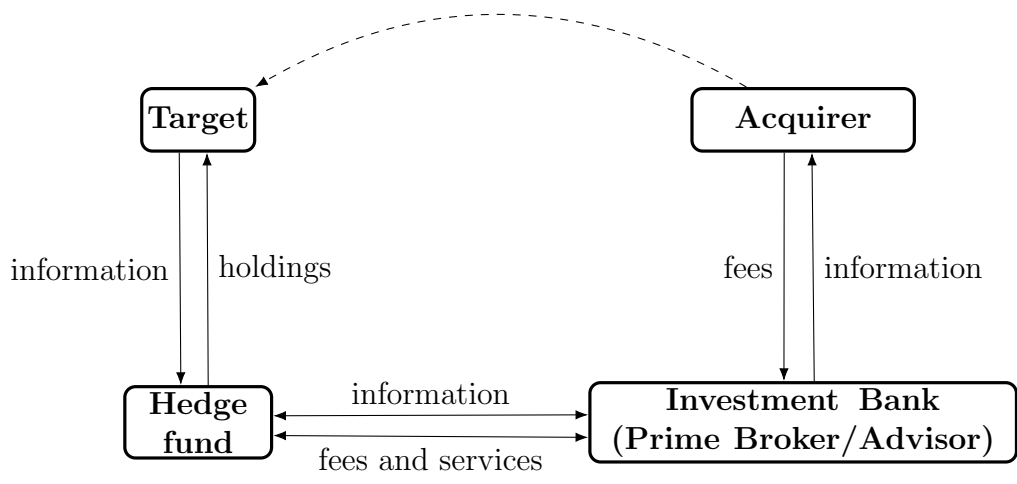 Target
Acquirer
information
holdings
fees
information
Hedge
fund
information
fees and services
Investment Bank
(Prime Broker/Advisor)